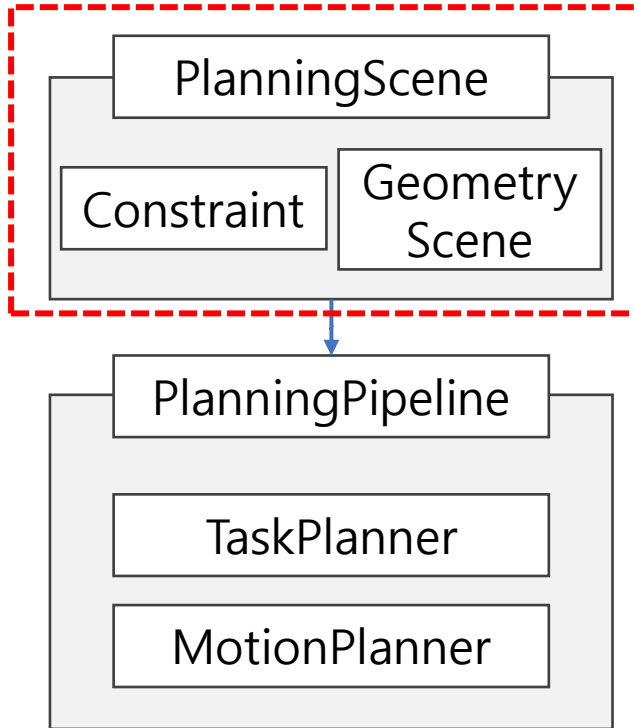 PlanningScene
Constraint
Geometry
Scene
PlanningPipeline
TaskPlanner
MotionPlanner